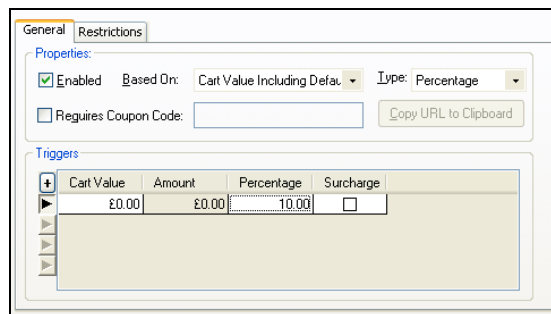 General Restrictions
Properties:
Enabled Based On: Cart Value Including Defau Type: Percentage
Requires Coupon Code: Copy URL to Clipboard
Triggers
+ Cart Value Amount Percentage Surcharge
£0.00 £0.00 10.00